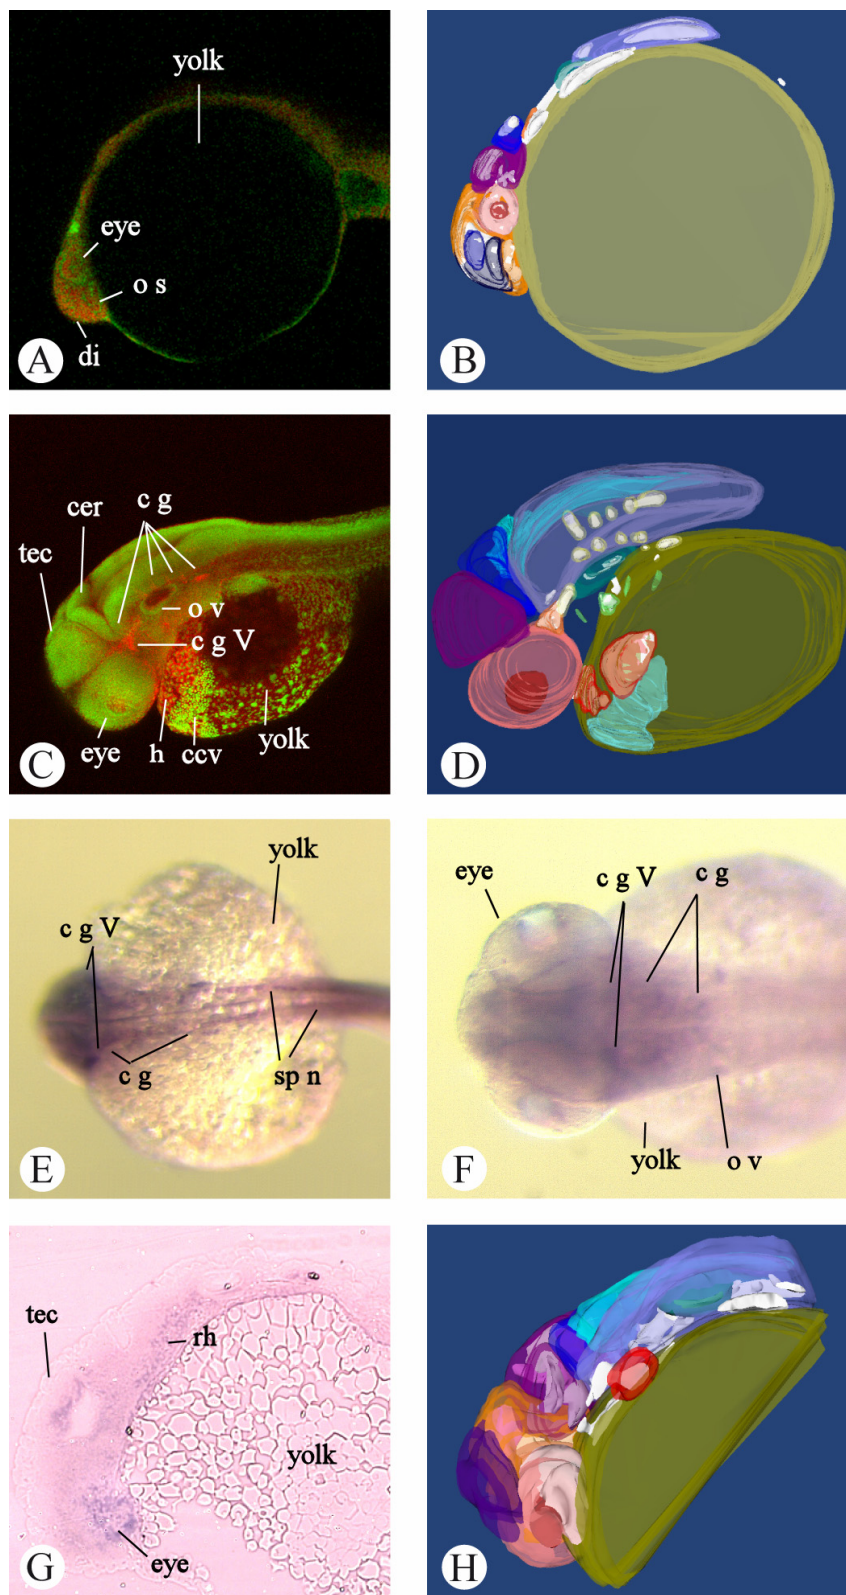 yolk
eye
o s
di
A
B
c g
cer
tec
o v
c g V
eye
h
ccv
yolk
C
D
yolk
c g V
c g
sp n
E
eye
c g V
c g
yolk
o v
F
tec
rh
yolk
eye
G
H